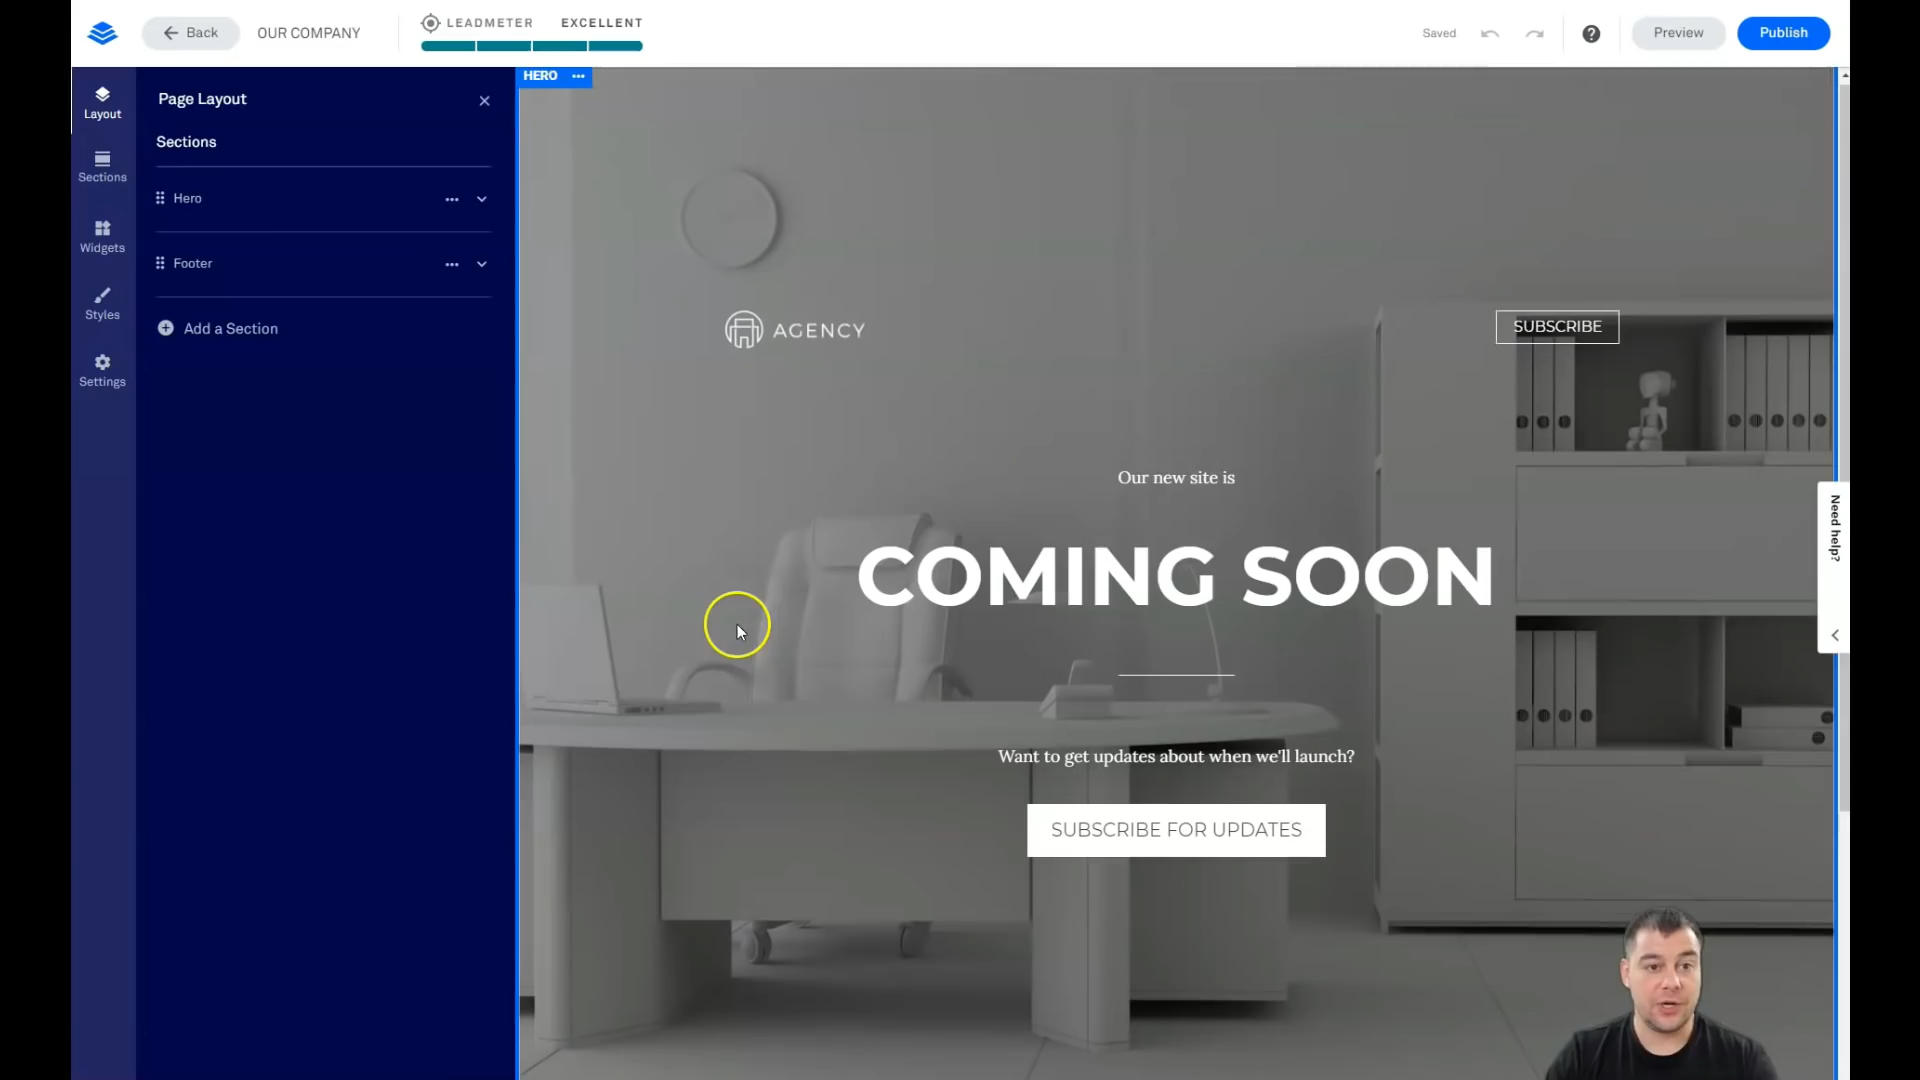 Back
OUR COMPANY
LEADMETER
EXCELLENT
Saved
Preview
Publish
Layout
Sections
Widgets
Styles
Settings
Page Layout
Sections
Hero
Footer
Add a Section
HERO
AGENCY
SUBSCRIBE
Our new site is
COMING SOON
Want to get updates about when we'll launch?
SUBSCRIBE FOR UPDATES
Need help?